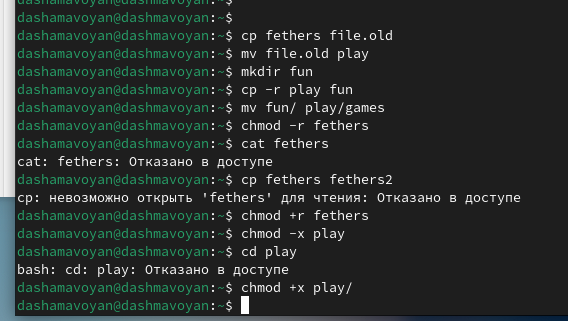 dashamavoyan@dashmavoyan:~$
dashamavoyan@dashmavoyan:~$
dashamavoyan@dashmavoyan:~$ cp fethers file.old
dashamavoyan@dashmavoyan:~$ mv file.old play
dashamavoyan@dashmavoyan:~$ mkdir fun
dashamavoyan@dashmavoyan:~$ cp -r play fun
dashamavoyan@dashmavoyan:~$ mv fun/ play/games
dashamavoyan@dashmavoyan:~$ chmod -r fethers
dashamavoyan@dashmavoyan:~$ cat fethers
cat: fethers: Отказано в доступе
dashamavoyan@dashmavoyan:~$ cp fethers fethers2
cp: невозможно открыть 'fethers' для чтения: Отказано в доступе
dashamavoyan@dashmavoyan:~$ chmod +r fethers
dashamavoyan@dashmavoyan:~$ chmod -x play
dashamavoyan@dashmavoyan:~$ cd play
bash: cd: play: Отказано в доступе
dashamavoyan@dashmavoyan:~$ chmod +x play/
dashamavoyan@dashmavoyan:~$